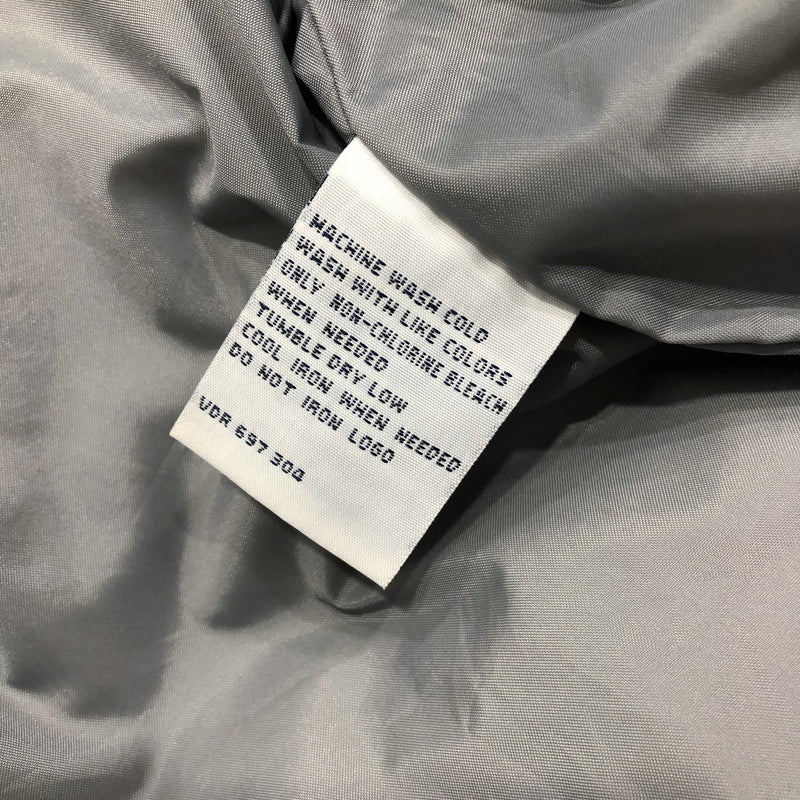 MACHINE WASH COLD
WASH WITH LIKE COLORS
ONLY NON-CHLORINE BLEACH
WHEN NEEDED
TUMBLE DRY LOW
COOL IRON WHEN NEEDED
DO NOT IRON LOGO
VDR 697 304